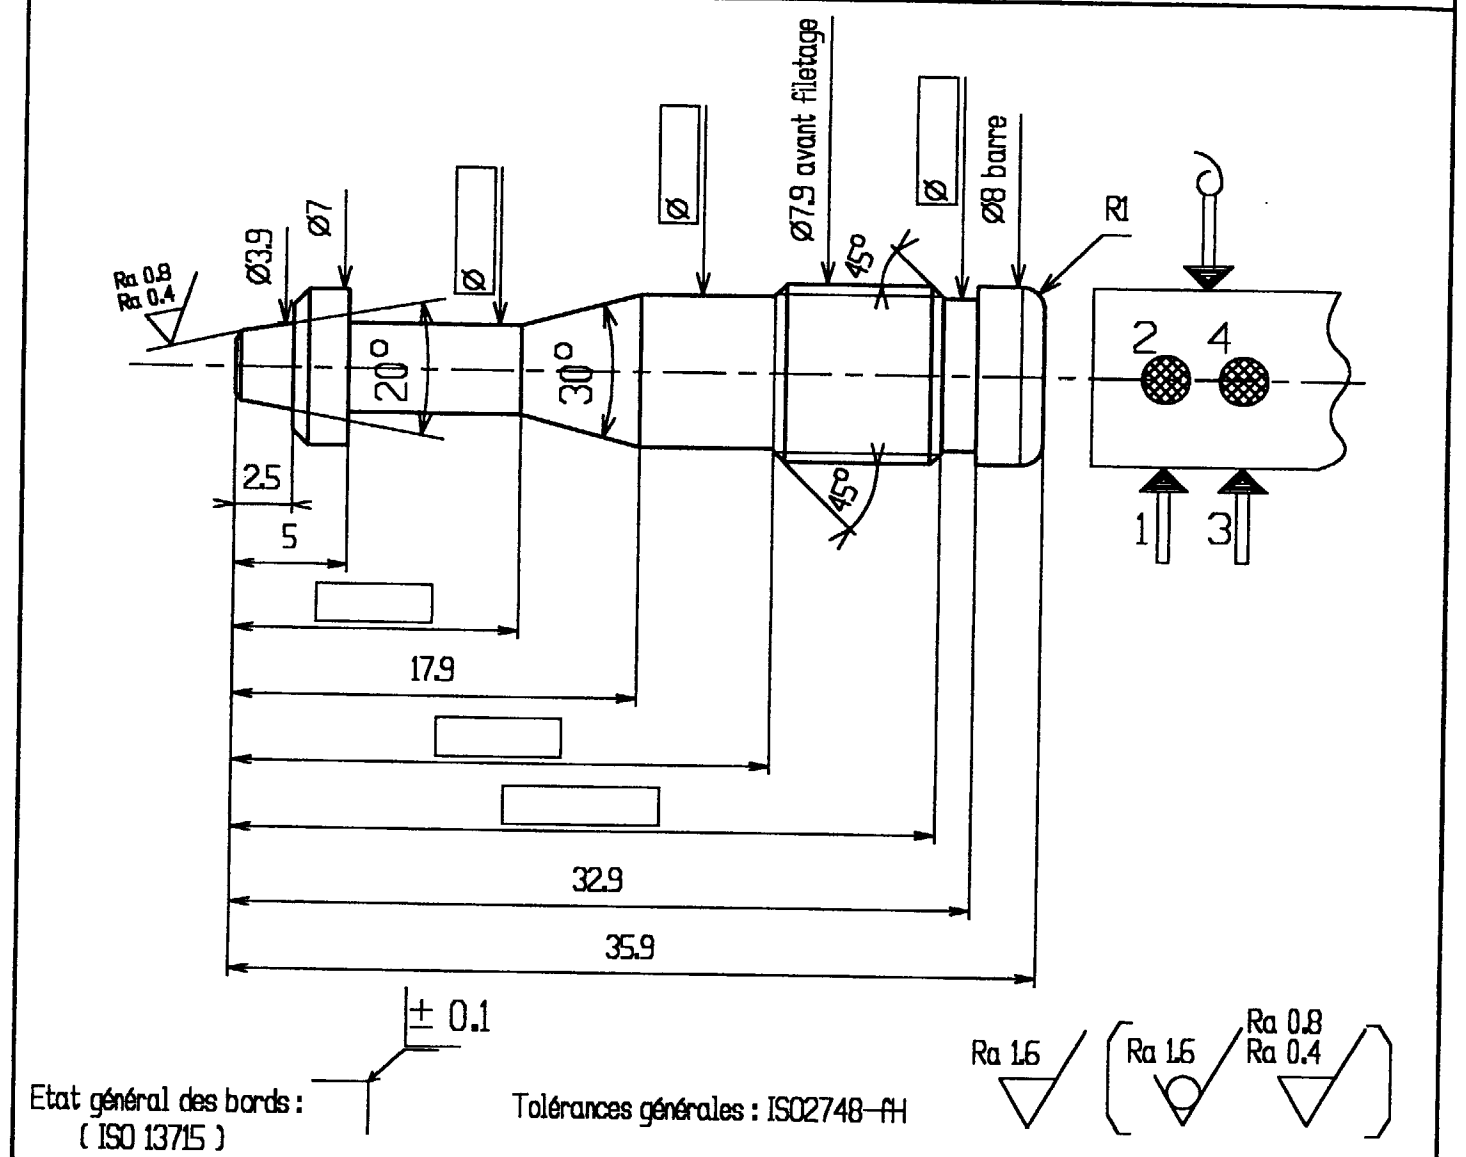 Ø7.9 avant filetage
Ø
Ø
Ø8 barre
Ø7
Ø
Ø3.9
R1
45°
Ra 0.8
Ra 0.4
2 4
20°
30°
2.5
45°
5
1 3
17.9
32.9
35.9
± 0.1
Ra 0.8
Ra 1.6
Ra 1.6
Ra 0.4
Etat général des bords :
( ISO 13715 )
Tolérances générales : ISO2748-fH